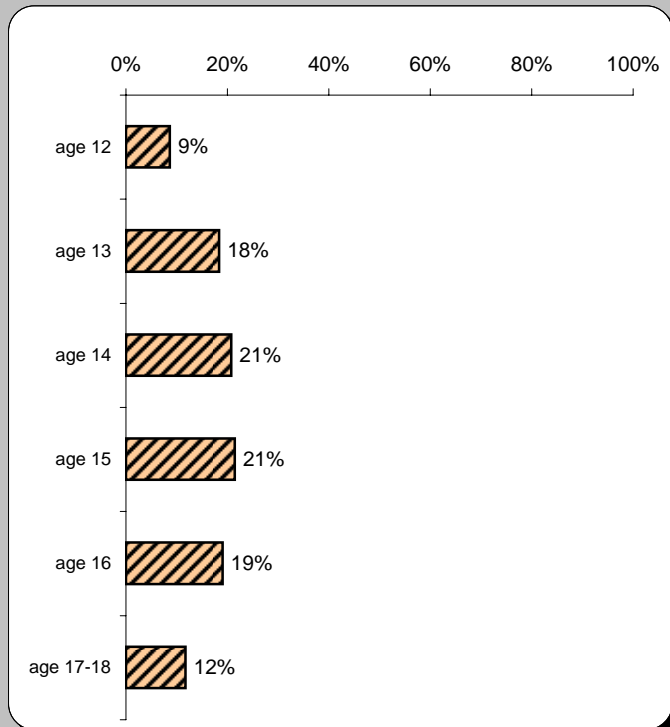 0% 20% 40% 60% 80% 100%
age 12 9%
age 13 18%
age 14 21%
age 15 21%
age 16 19%
age 17-18 12%